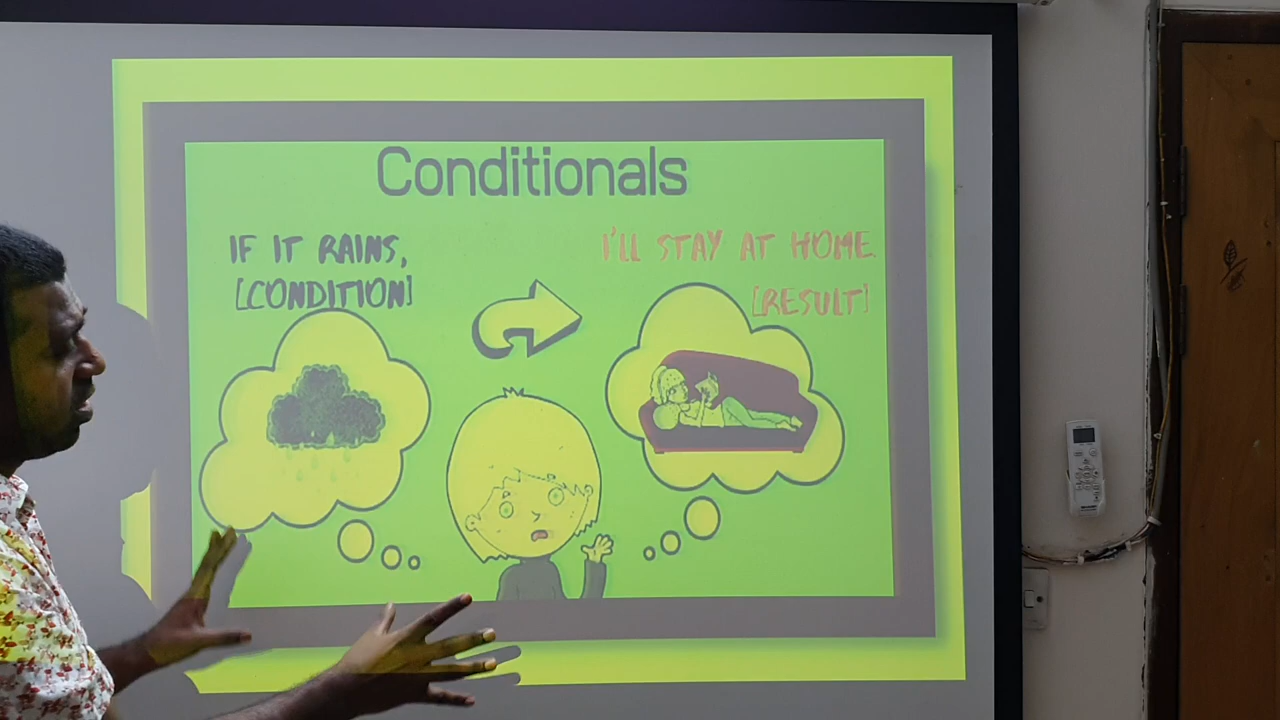 Conditionals
IF IT RAINS,
[CONDITION]
I'LL STAY AT HOME.
[RESULT]